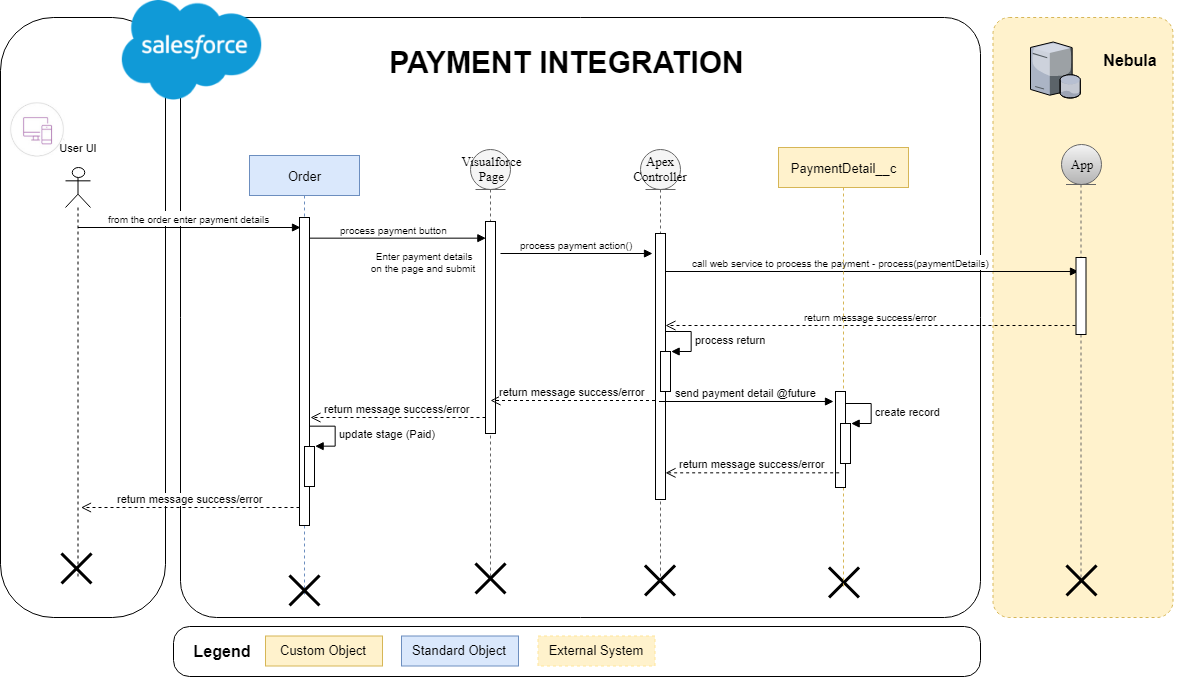 salesforce
PAYMENT INTEGRATION
Nebula
User UI
Order
Visualforce
Page
Apex
Controller
PaymentDetail__c
App
from the order enter payment details
process payment button
Enter payment details
on the page and submit
process payment action()
call web service to process the payment - process(paymentDetails)
return message success/error
process return
return message success/error
send payment detail @future
return message success/error
create record
update stage (Paid)
return message success/error
return message success/error
Legend
Custom Object
Standard Object
External System